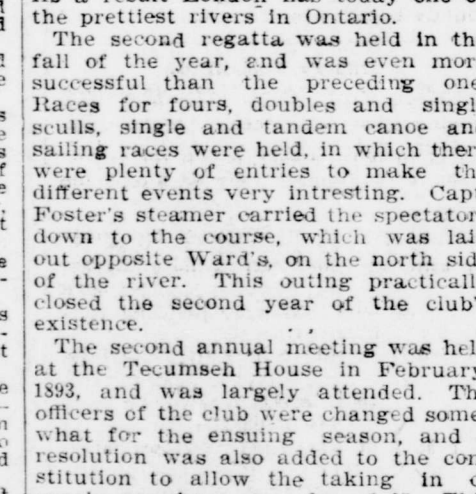 the prettiest rivers in Ontario.
The second regatta was held in th
fall of the year, and was even mor
successful than the preceding one
Races for fours, doubles and singl
sculls, single and tandem canoe an
sailing races were held, in which ther
were plenty of entries to make th
different events very intresting. Cap
Foster's steamer carried the spectator
down to the course, which was lai
out opposite Ward's, on the north sid
of the river. This outing practicall
closed the second year of the club'
existence.
The second annual meeting was hel
at the Tecumseh House in February
1893, and was largely attended. Th
officers of the club were changed some
what for the ensuing season, and
resolution was also added to the con
stitution to allow the taking in